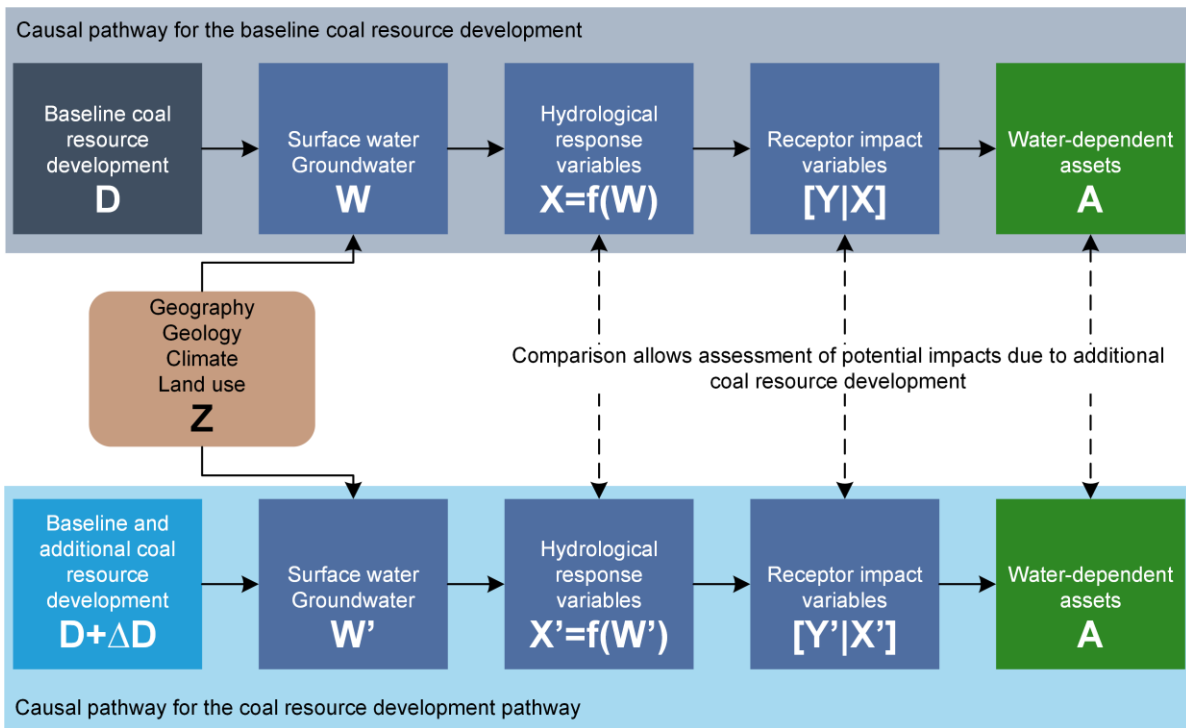 Causal pathway for the baseline coal resource development
Baseline coal
resource
development
D
Surface water
Groundwater
W
Hydrological
response
variables
X=f(W)
Receptor impact
variables
[Y|X]
Water-dependent
assets
A
Geography
Geology
Climate
Land use
Z
Comparison allows assessment of potential impacts due to additional
coal resource development
Baseline and
additional coal
resource
development
D+∆D
Surface water
Groundwater
W’
Hydrological
response
variables
X’=f(W’)
Receptor impact
variables
[Y’|X’]
Water-dependent
assets
A
Causal pathway for the coal resource development pathway